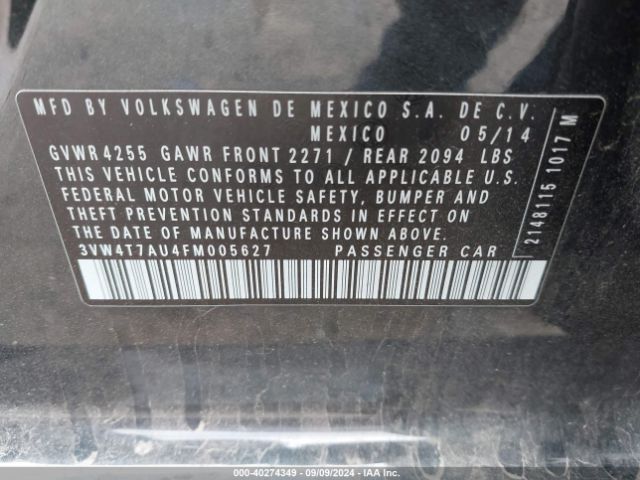 MFD BY VOLKSWAGEN DE MEXICO S.A. DE C.V.
MEXICO 05/14
GVWR 4255 GAWR FRONT 2271 / REAR 2094 LBS
THIS VEHICLE CONFORMS TO ALL APPLICABLE U.S.
FEDERAL MOTOR VEHICLE SAFETY, BUMPER AND
THEFT PREVENTION STANDARDS IN EFFECT ON
THE DATE OF MANUFACTURE SHOWN ABOVE.
3VW4T7AU4FM005627 PASSENGER CAR
2148115 1017 M
000-40274349 - 09/09/2024 - IAA Inc.